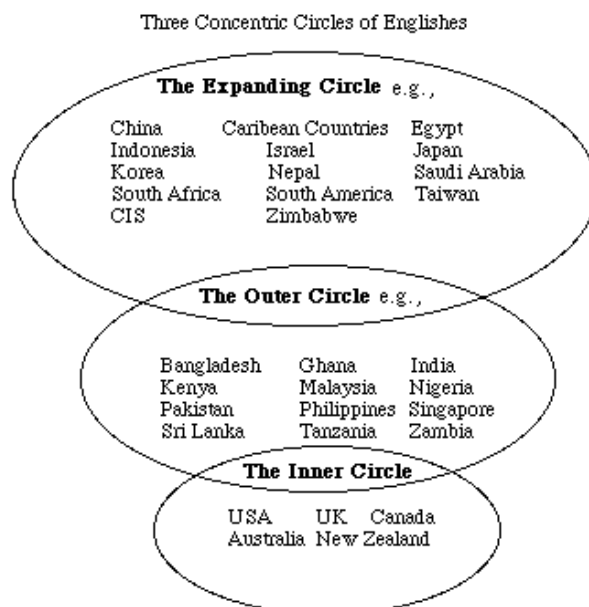 Three Concentric Circles of Englishes
The Expanding Circle e.g.,
China Caribean Countries Egypt
Indonesia Israel Japan
Korea Nepal Saudi Arabia
South Africa South America Taiwan
CIS Zimbabwe
The Outer Circle e.g.,
Bangladesh Ghana India
Kenya Malaysia Nigeria
Pakistan Philippines Singapore
Sri Lanka Tanzania Zambia
The Inner Circle
USA UK Canada
Australia New Zealand